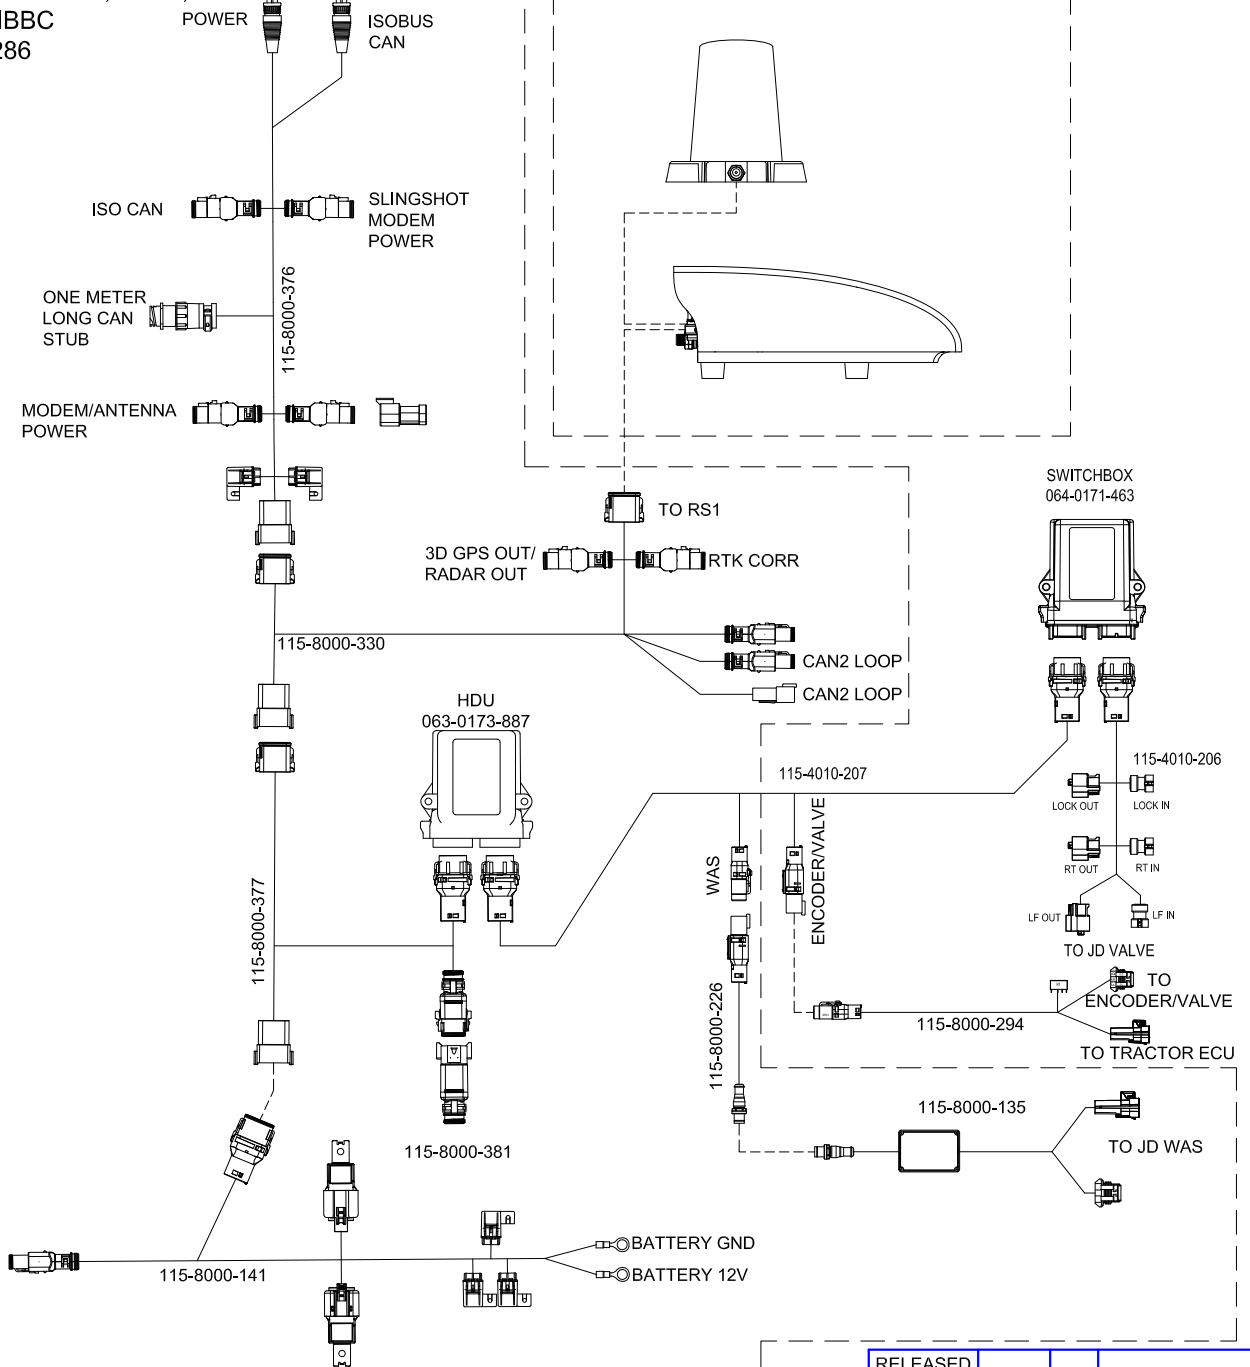 IBBC
286
POWER
ISOBUS
CAN
ISO CAN
SLINGSHOT
MODEM
POWER
ONE METER
LONG CAN
STUB
115-8000-376
MODEM/ANTENNA
POWER
TO RS1
3D GPS OUT/
RADAR OUT
RTK CORR
SWITCHBOX
064-0171-463
115-8000-330
CAN2 LOOP
CAN2 LOOP
HDU
063-0173-887
115-4010-207
115-4010-206
LOCK OUT
LOCK IN
RT OUT
RT IN
LF OUT
LF IN
TO JD VALVE
WAS
ENCODER/VALVE
115-8000-377
115-8000-226
TO
ENCODER/VALVE
115-8000-294
TO TRACTOR ECU
115-8000-135
TO JD WAS
115-8000-381
115-8000-141
BATTERY GND
BATTERY 12V
RELEASED